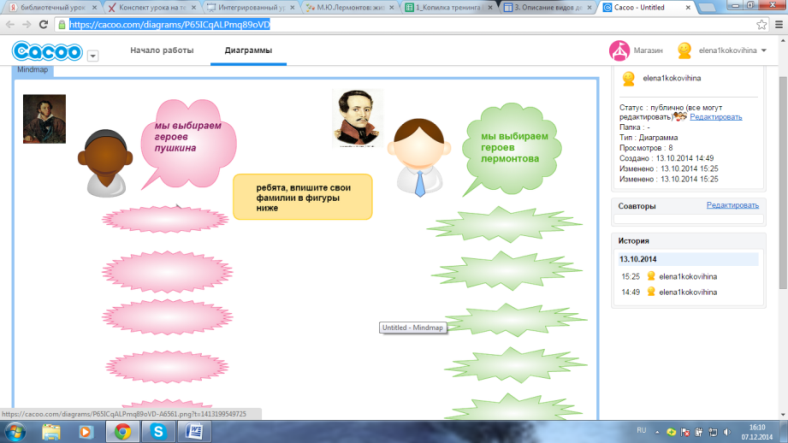 библиотечный урок
Конспект урока на те
Интегрированный ур
М.Ю.Лермонтов:жи
1_Копилка тренинга
3. Описание видов д
Cacoo - Untitled
https://cacoo.com/diagrams/P65ICqALPmq89oVD
Cacoo
Начало работы
Диаграммы
Магазин
elena1kokovihina
Mindmap
мы выбираем
героев
пушкина
мы выбираем
героев
лермонтова
ребята, впишите свои
фамилии в фигуры
ниже
Untitled - Mindmap
elena1kokovihina
Статус : публично (все могут
редактировать) Редактировать
Папка : -
Тип : Диаграмма
Просмотров : 8
Создано : 13.10.2014 14:49
Изменено : 13.10.2014 15:25
Изменено : 13.10.2014 15:25
Соавторы Редактировать
История
13.10.2014
15:25 elena1kokovihina
14:49 elena1kokovihina
https://cacoo.com/diagrams/P65ICqALPmq89oVD-A6561.png?t=1413199549725
RU
16:10
07.12.2014